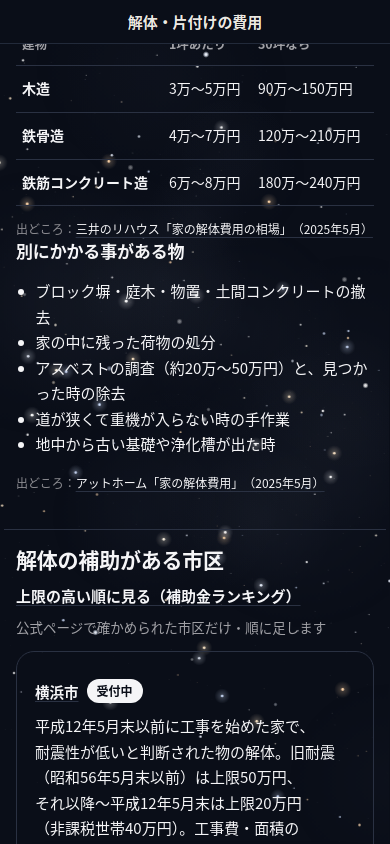 解体・片付けの費用
建物 1坪あたり 30坪なら
木造 3万〜5万円 90万〜150万円
鉄骨造 4万〜7万円 120万〜210万円
鉄筋コンクリート造 6万〜8万円 180万〜240万円
出どころ：三井のリハウス「家の解体費用の相場」（2025年5月）
別にかかる事がある物
ブロック塀・庭木・物置・土間コンクリートの撤
去
家の中に残った荷物の処分
アスベストの調査（約20万〜50万円）と、見つか
った時の除去
道が狭くて重機が入らない時の手作業
地中から古い基礎や浄化槽が出た時
出どころ：アットホーム「家の解体費用」（2025年5月）
解体の補助がある市区
上限の高い順に見る（補助金ランキング）
公式ページで確かめられた市区だけ・順に足します
横浜市 受付中
平成12年5月末以前に工事を始めた家で、
耐震性が低いと判断された物の解体。旧耐震
（昭和56年5月末以前）は上限50万円、
それ以降〜平成12年5月末は上限20万円
（非課税世帯40万円）。工事費・面積の